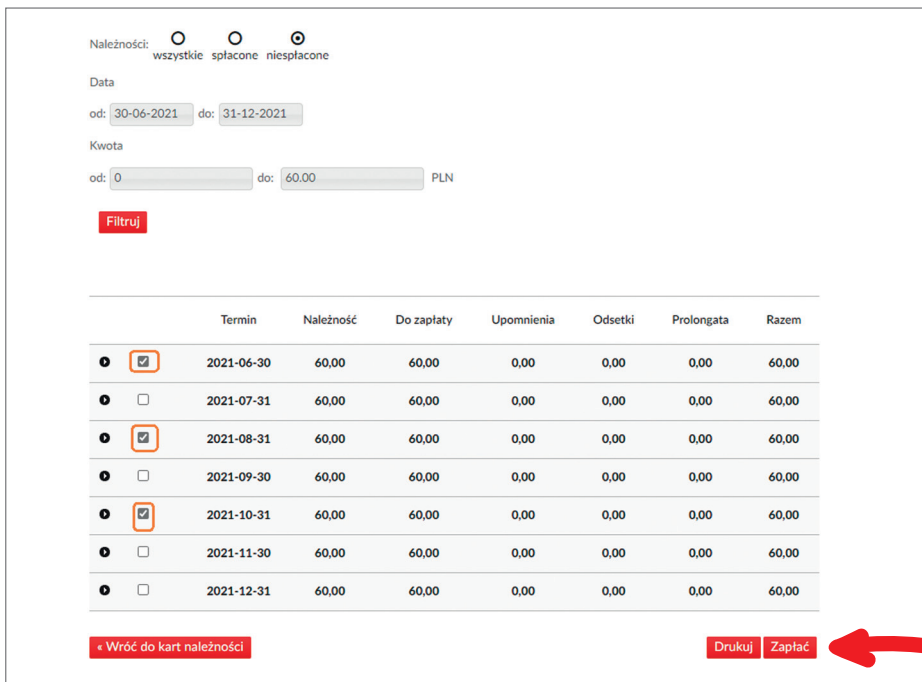 Należności:
wszystkie spłacone niespłacone
Data
od: 30-06-2021 do: 31-12-2021
Kwota
od: 0 do: 60.00 PLN
Filtruj
Termin Należność Do zapłaty Upomnienia Odsetki Prolongata Razem
2021-06-30 60,00 60,00 0,00 0,00 0,00 60,00
2021-07-31 60,00 60,00 0,00 0,00 0,00 60,00
2021-08-31 60,00 60,00 0,00 0,00 0,00 60,00
2021-09-30 60,00 60,00 0,00 0,00 0,00 60,00
2021-10-31 60,00 60,00 0,00 0,00 0,00 60,00
2021-11-30 60,00 60,00 0,00 0,00 0,00 60,00
2021-12-31 60,00 60,00 0,00 0,00 0,00 60,00
« Wróć do kart należności Drukuj Zapłać